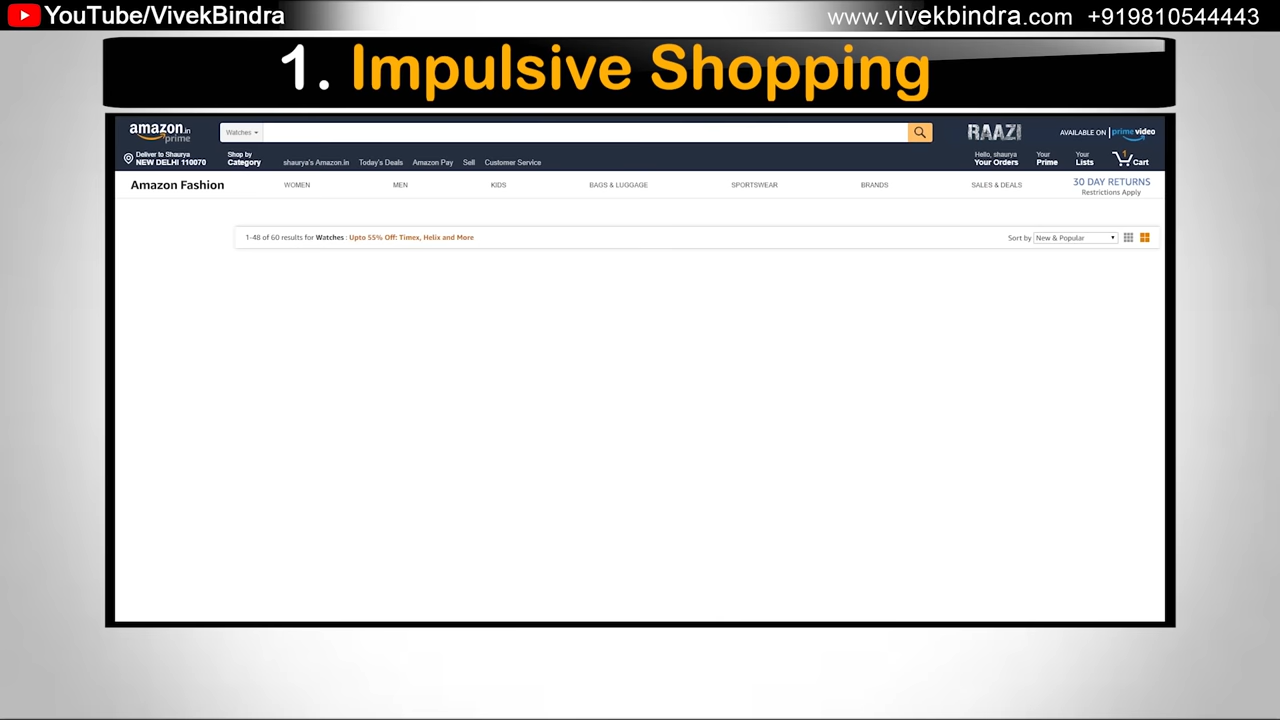 YouTube/VivekBindra
www.vivekbindra.com +919810544443
1. Impulsive Shopping
amazon.in
prime
Watches
RAAZI
AVAILABLE ON prime video
Deliver to Shaurya
NEW DELHI 110070
Shop by
Category
shaurya's Amazon.in Today's Deals Amazon Pay Sell Customer Service
Hello, shaurya
Your Orders
Your
Prime
Your
Lists
1
Cart
Amazon Fashion WOMEN MEN KIDS BAGS & LUGGAGE SPORTSWEAR BRANDS SALES & DEALS
30 DAY RETURNS
Restrictions Apply
1-48 of 60 results for Watches : Upto 55% Off: Timex, Helix and More
Sort by New & Popular